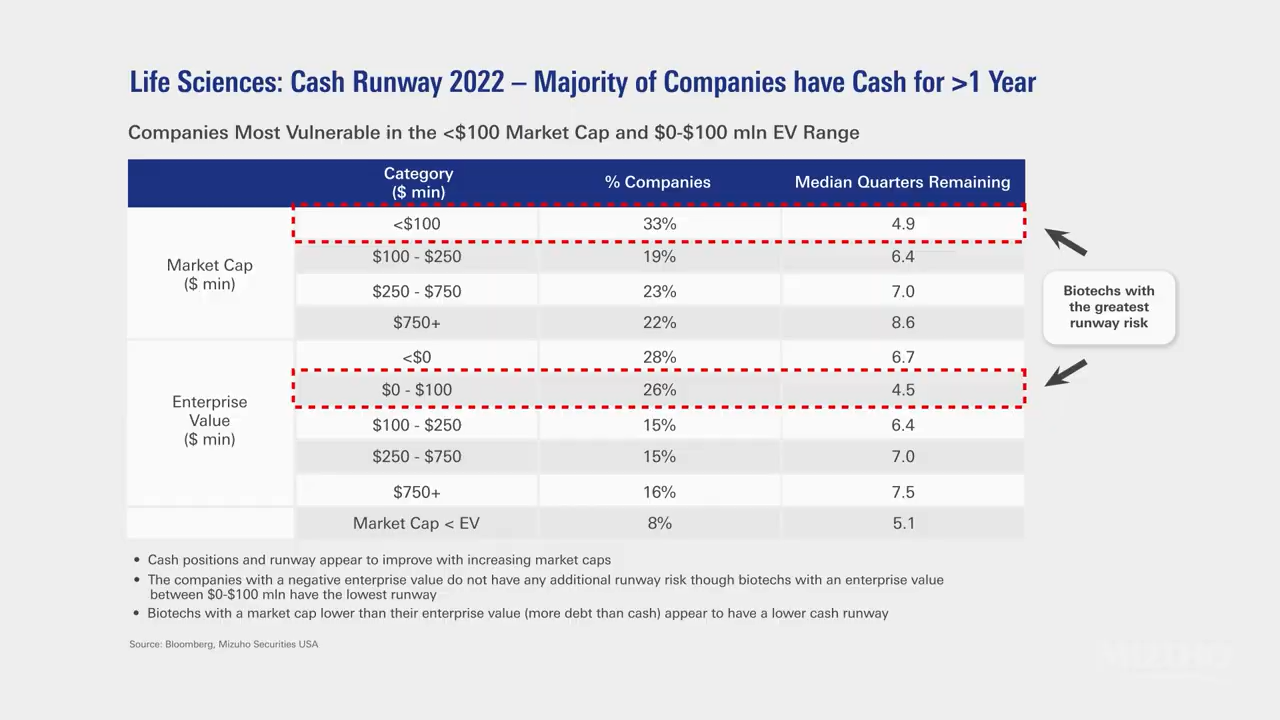 Life Sciences: Cash Runway 2022 – Majority of Companies have Cash for >1 Year
Companies Most Vulnerable in the <$100 Market Cap and $0-$100 mln EV Range
Category
($ min)
% Companies
Median Quarters Remaining
Market Cap
($ min)
<$100 33% 4.9
$100 - $250 19% 6.4
$250 - $750 23% 7.0
$750+ 22% 8.6
Enterprise
Value
($ min)
<$0 28% 6.7
$0 - $100 26% 4.5
$100 - $250 15% 6.4
$250 - $750 15% 7.0
$750+ 16% 7.5
Market Cap < EV 8% 5.1
Biotechs with
the greatest
runway risk
• Cash positions and runway appear to improve with increasing market caps
• The companies with a negative enterprise value do not have any additional runway risk though biotechs with an enterprise value
between $0-$100 mln have the lowest runway
• Biotechs with a market cap lower than their enterprise value (more debt than cash) appear to have a lower cash runway
Source: Bloomberg, Mizuho Securities USA
MIZUHO